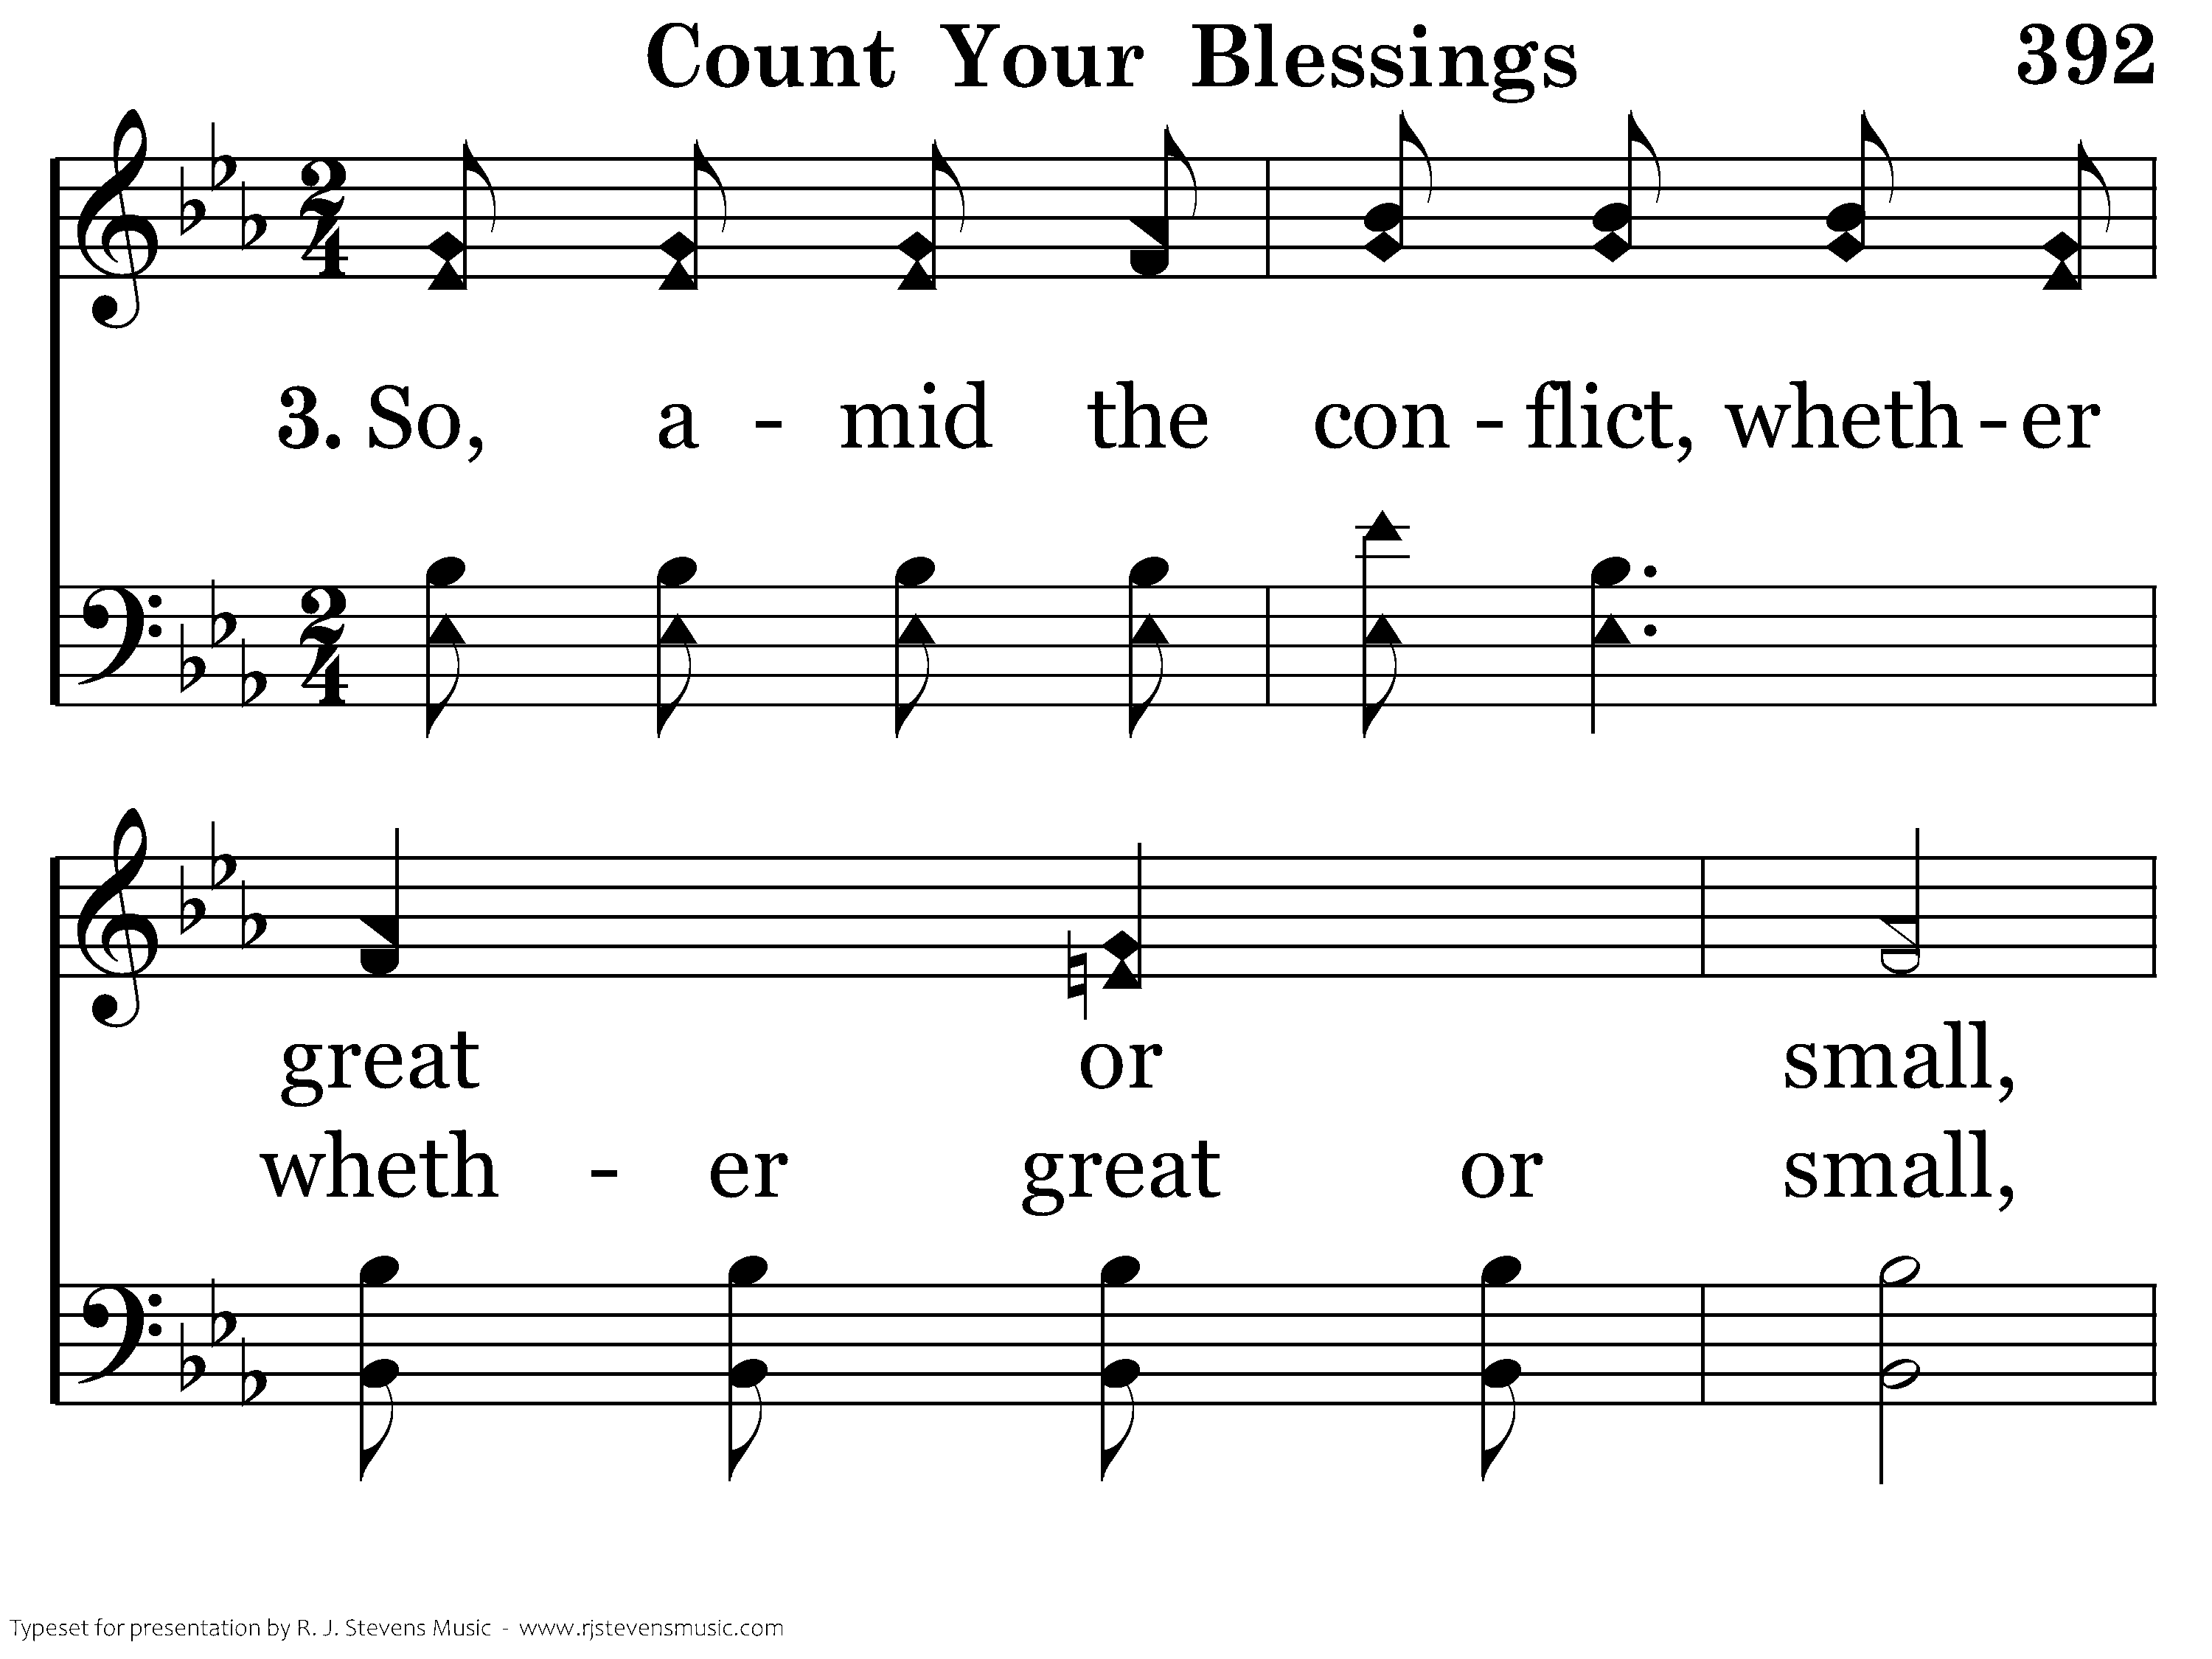 Count Your Blessings 392
3. So, a - mid the con - flict, wheth - er
great or small,
wheth - er great or small,
Typeset for presentation by R. J. Stevens Music - www.rjstevensmusic.com